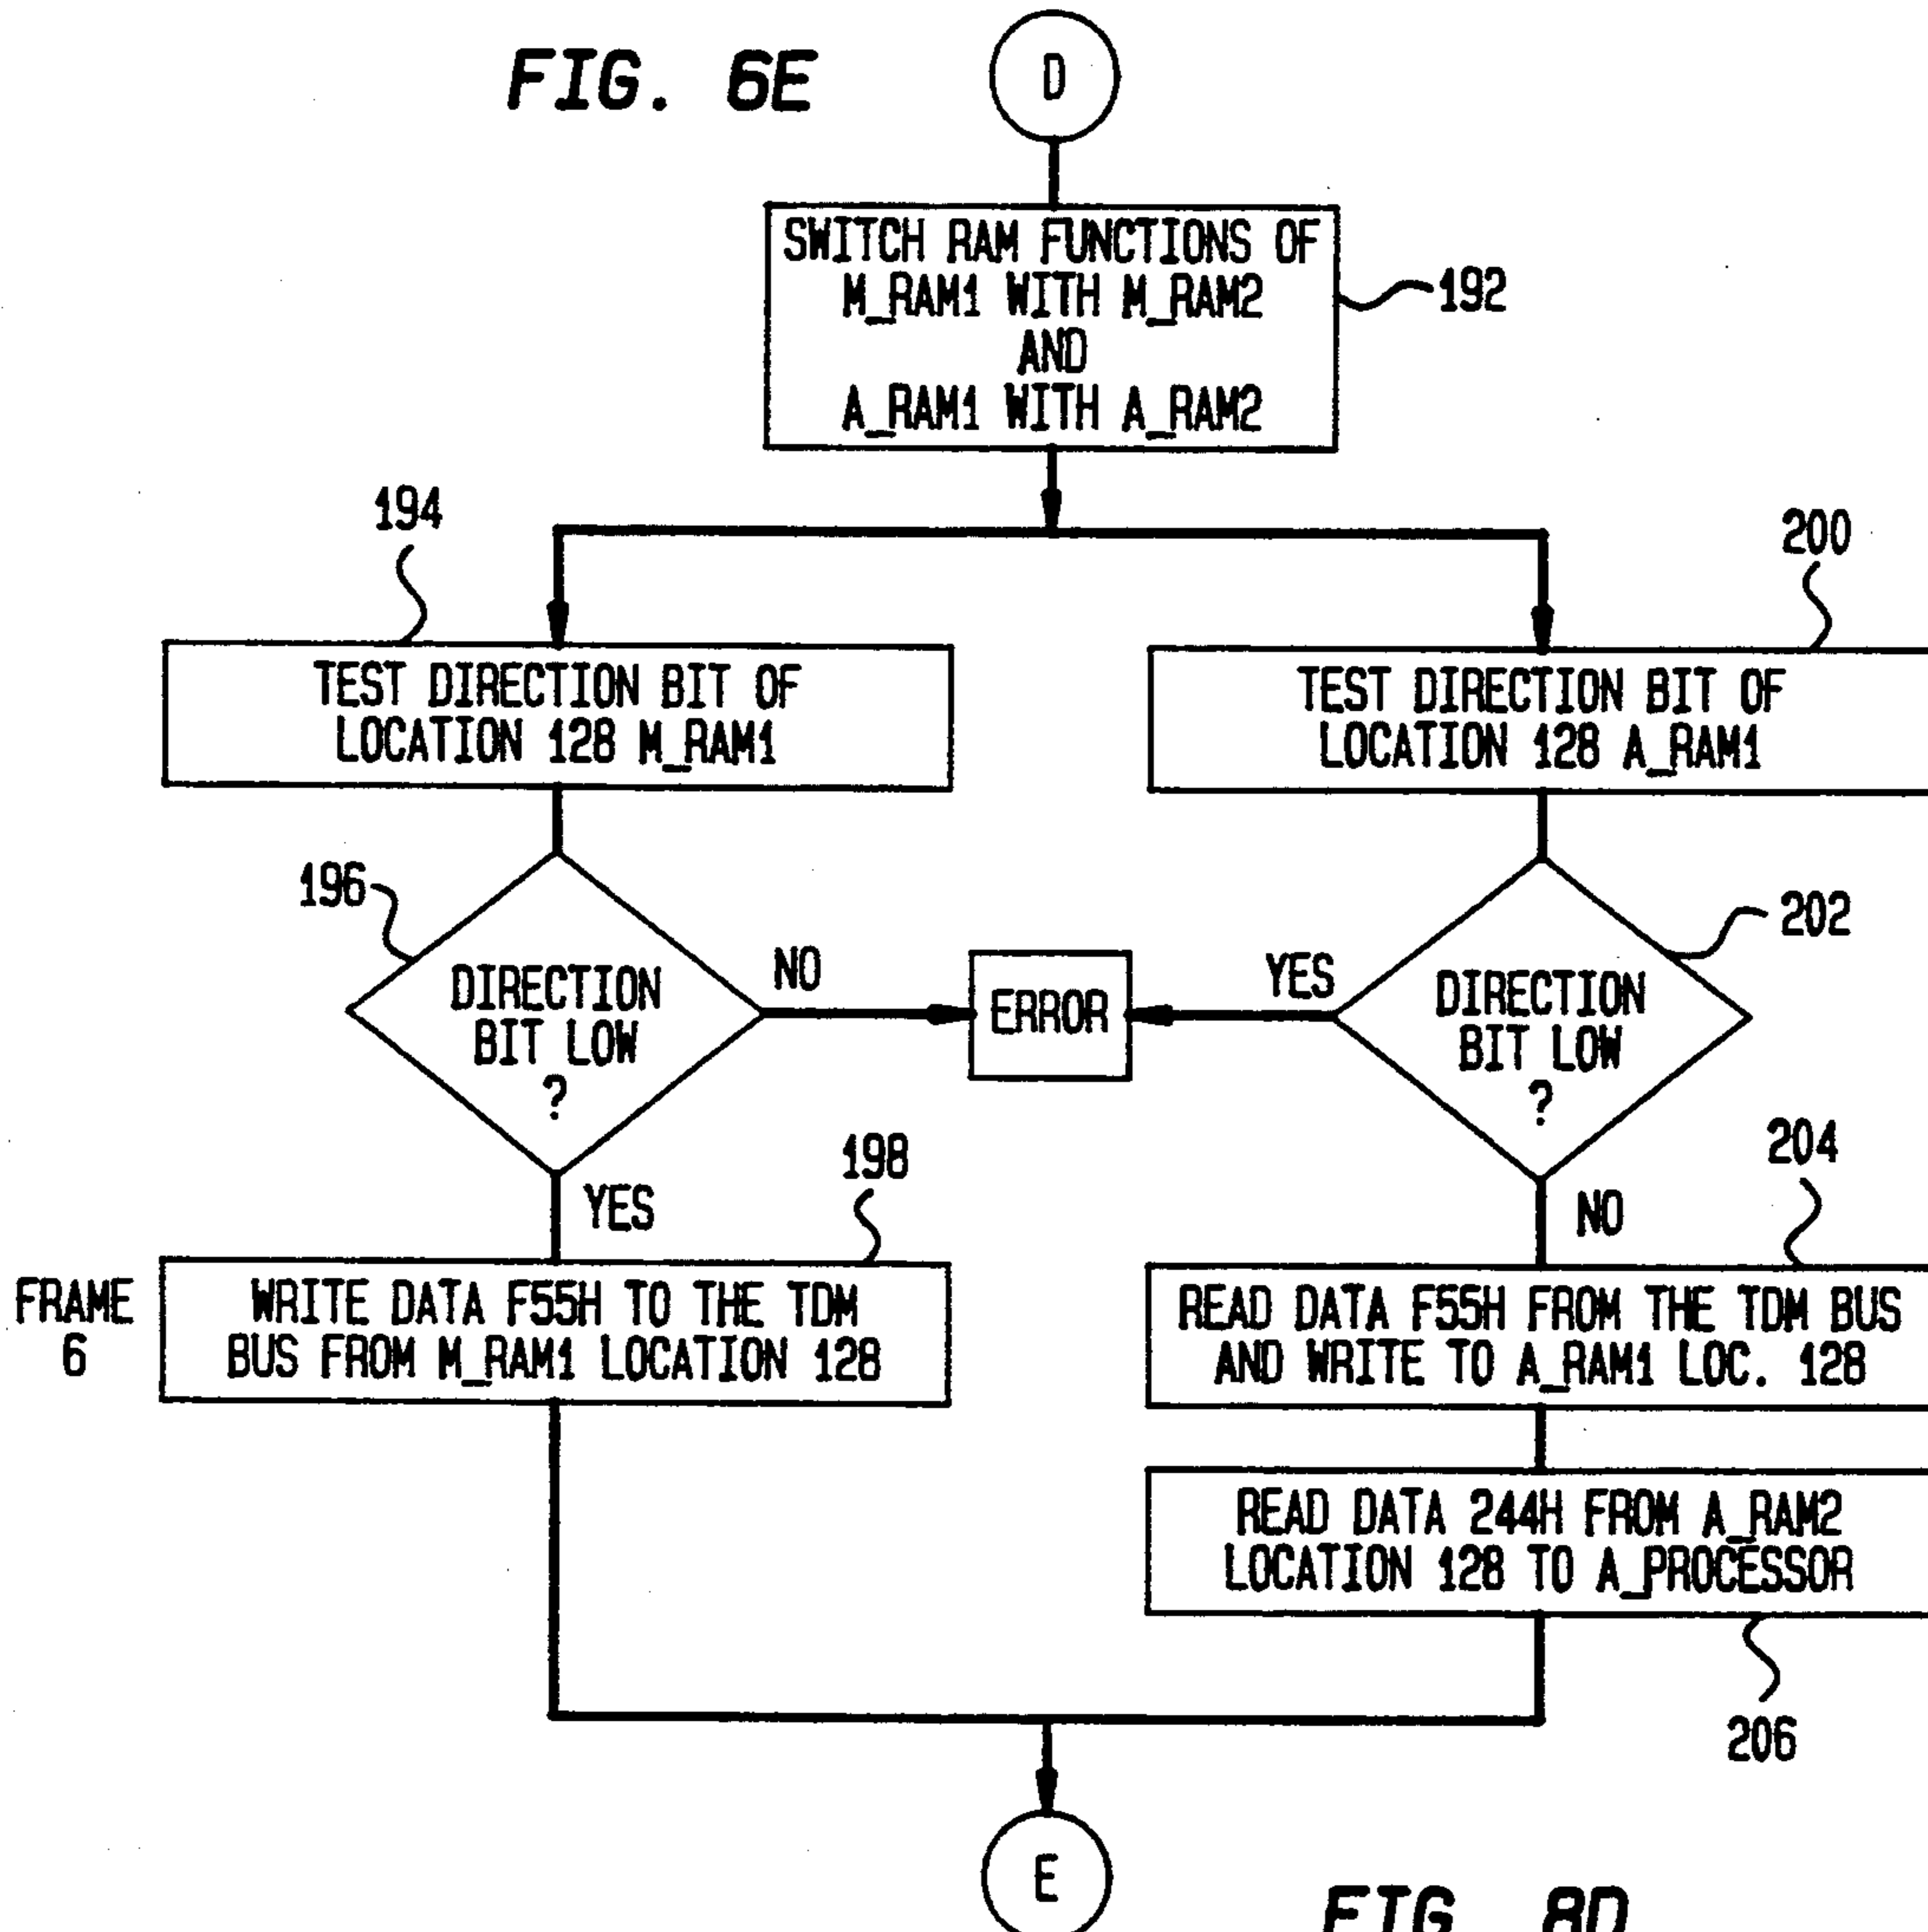 FIG. 6E
D
SWITCH RAM FUNCTIONS OF
M_RAM1 WITH M_RAM2
AND
A_RAM1 WITH A_RAM2
192
194
200
TEST DIRECTION BIT OF
LOCATION 128 M_RAM1
TEST DIRECTION BIT OF
LOCATION 128 A_RAM1
196
DIRECTION
BIT LOW
?
NO
ERROR
YES
DIRECTION
BIT LOW
?
202
YES
198
NO
204
FRAME
6
WRITE DATA F55H TO THE TDM
BUS FROM M_RAM1 LOCATION 128
READ DATA F55H FROM THE TDM BUS
AND WRITE TO A_RAM1 LOC. 128
READ DATA 244H FROM A_RAM2
LOCATION 128 TO A_PROCESSOR
206
E
FIG. 8D